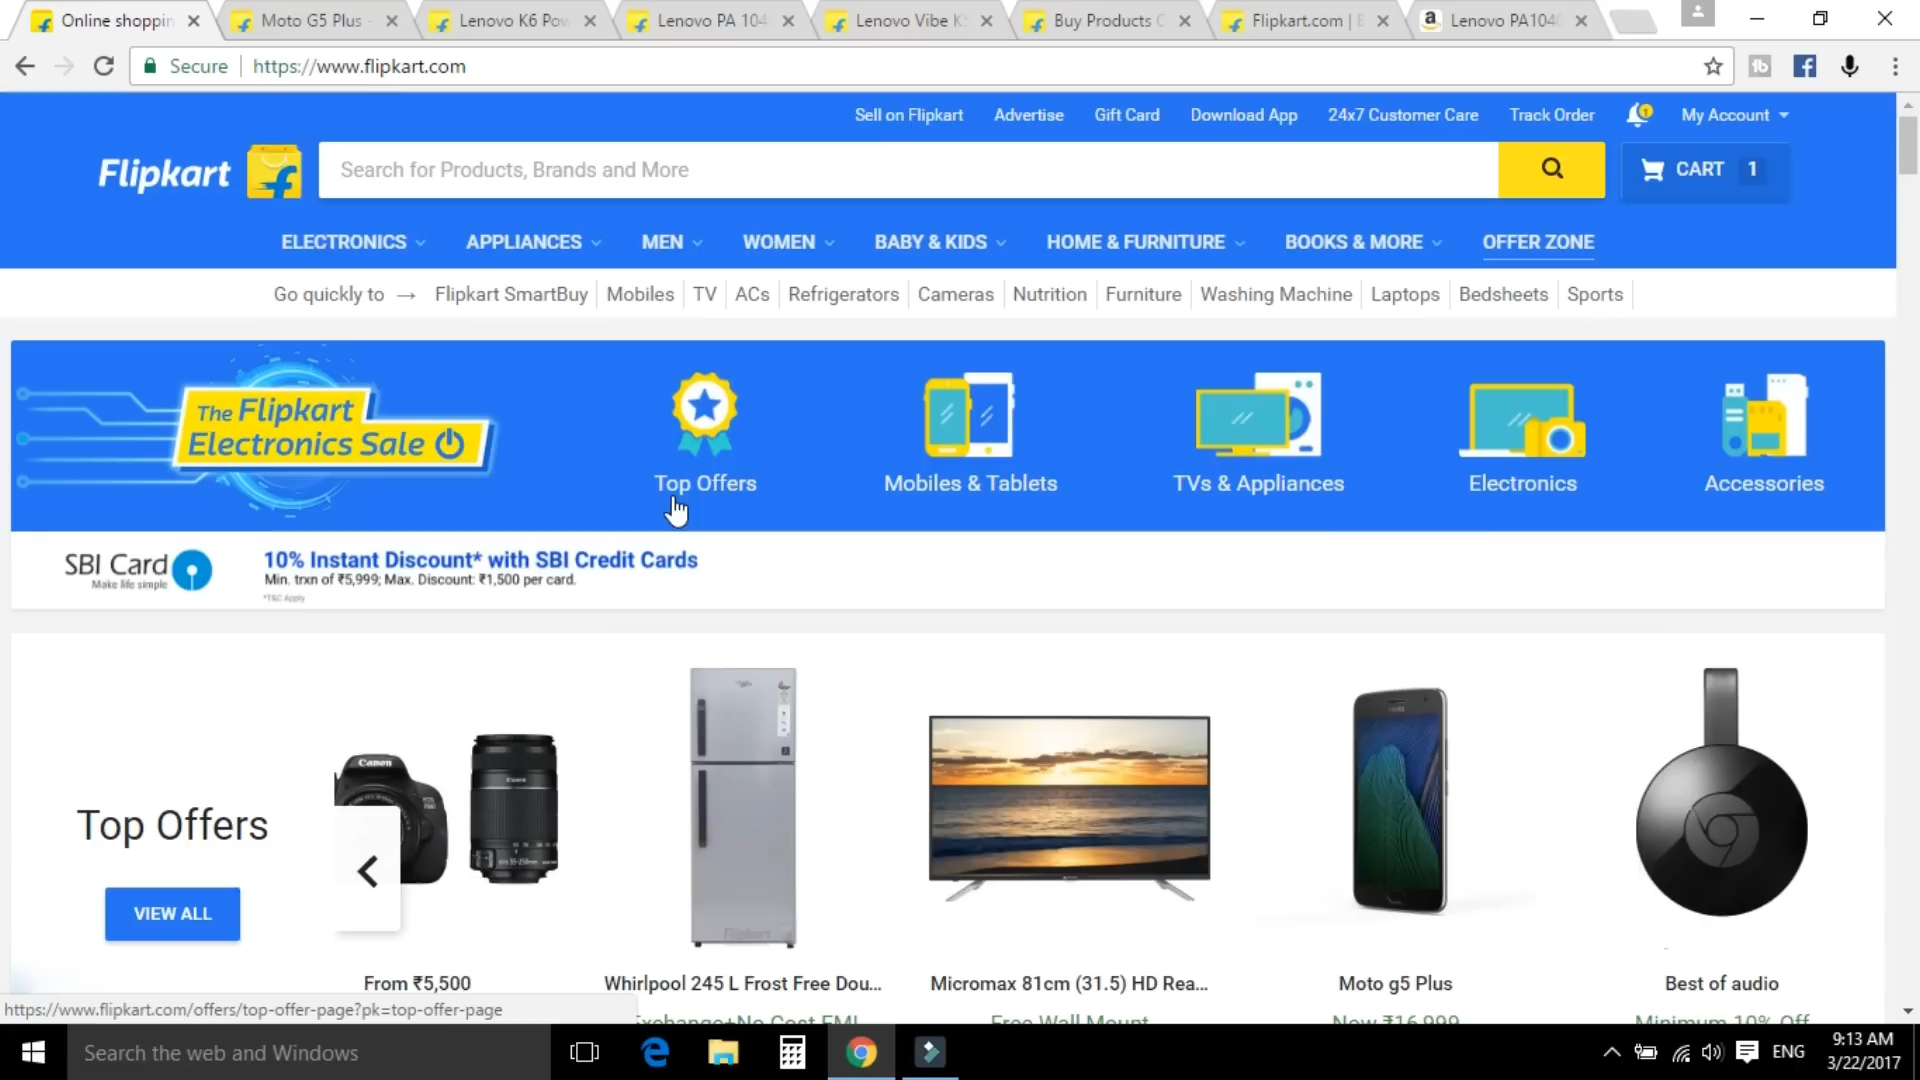 Online shoppin
Moto G5 Plus -
Lenovo K6 Pow
Lenovo PA 104
Lenovo Vibe K5
Buy Products O
Flipkart.com | B
Lenovo PA1040
Secure
https://www.flipkart.com
Sell on Flipkart
Advertise
Gift Card
Download App
24x7 Customer Care
Track Order
1
My Account
Flipkart
Search for Products, Brands and More
CART 1
ELECTRONICS
APPLIANCES
MEN
WOMEN
BABY & KIDS
HOME & FURNITURE
BOOKS & MORE
OFFER ZONE
Go quickly to →
Flipkart SmartBuy
Mobiles
TV
ACs
Refrigerators
Cameras
Nutrition
Furniture
Washing Machine
Laptops
Bedsheets
Sports
The Flipkart
Electronics Sale
Top Offers
Mobiles & Tablets
TVs & Appliances
Electronics
Accessories
SBI Card
Make life simple
10% Instant Discount* with SBI Credit Cards
Min. trxn of ₹5,999; Max. Discount: ₹1,500 per card.
*T&C Apply
Canon
Canon
Top Offers
VIEW ALL
Flipkart
From ₹5,500
Whirlpool 245 L Frost Free Dou...
Micromax 81cm (31.5) HD Rea...
Moto g5 Plus
Best of audio
https://www.flipkart.com/offers/top-offer-page?pk=top-offer-page
Exchange+No Cost EMI
Free Wall Mount
Now ₹16,999
Minimum 10% Off
Search the web and Windows
ENG
9:13 AM
3/22/2017